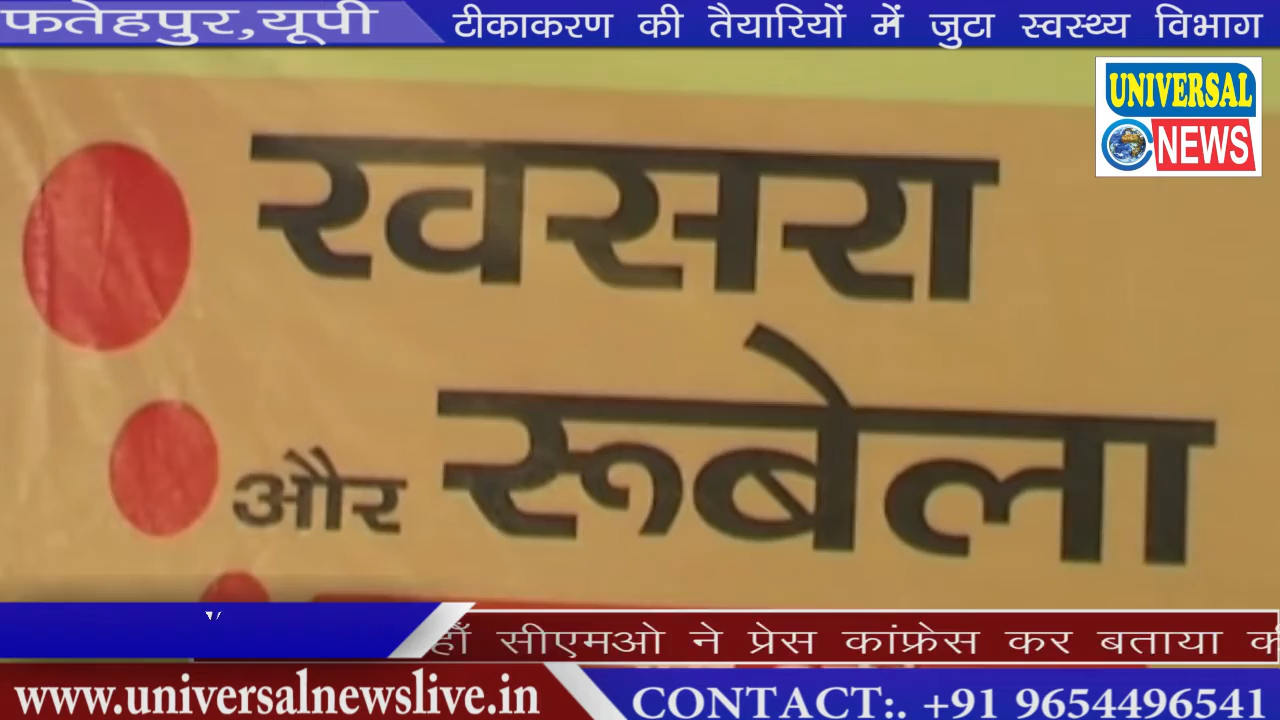 फतेहपुर,यूपी
टीकाकरण की तैयारियों में जुटा स्वस्थ्य विभाग
UNIVERSAL
NEWS
खसरा
और रूबेला
सीएमओ ने प्रेस कांफ्रेस कर बताया
www.universalnewslive.in
CONTACT:. +91 9654496541